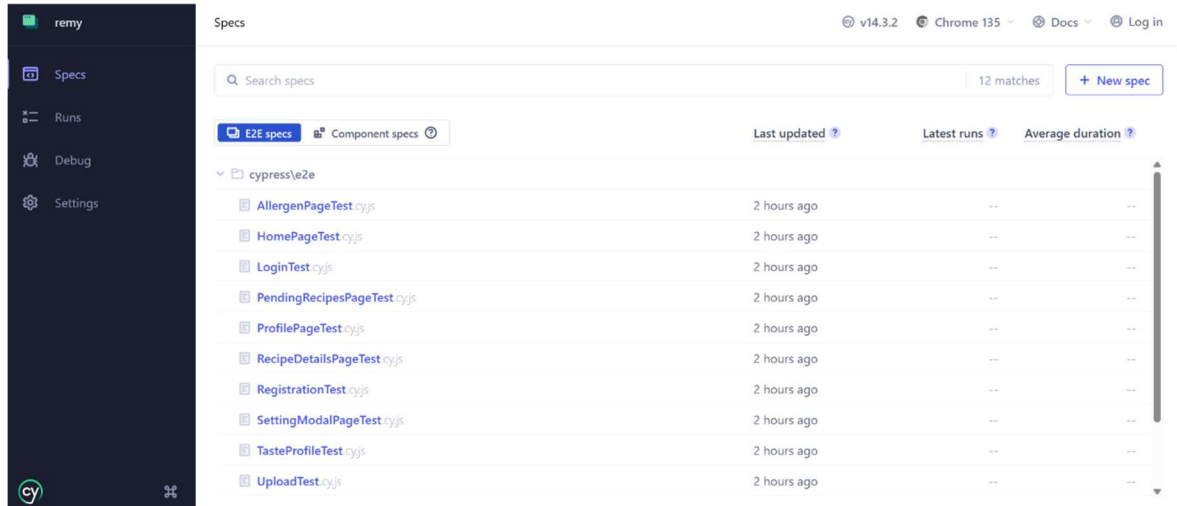 remy
Specs
v14.3.2 Chrome 135 Docs Log in
Specs
Runs
Debug
Settings
Search specs 12 matches + New spec
E2E specs Component specs ? Last updated ? Latest runs ? Average duration ?
cypress\e2e
AllergenPageTest.cy.js 2 hours ago -- --
HomePageTest.cy.js 2 hours ago -- --
LoginTest.cy.js 2 hours ago -- --
PendingRecipesPageTest.cy.js 2 hours ago -- --
ProfilePageTest.cy.js 2 hours ago -- --
RecipeDetailsPageTest.cy.js 2 hours ago -- --
RegistrationTest.cy.js 2 hours ago -- --
SettingModalPageTest.cy.js 2 hours ago -- --
TasteProfileTest.cy.js 2 hours ago -- --
UploadTest.cy.js 2 hours ago -- --
cy ⌘